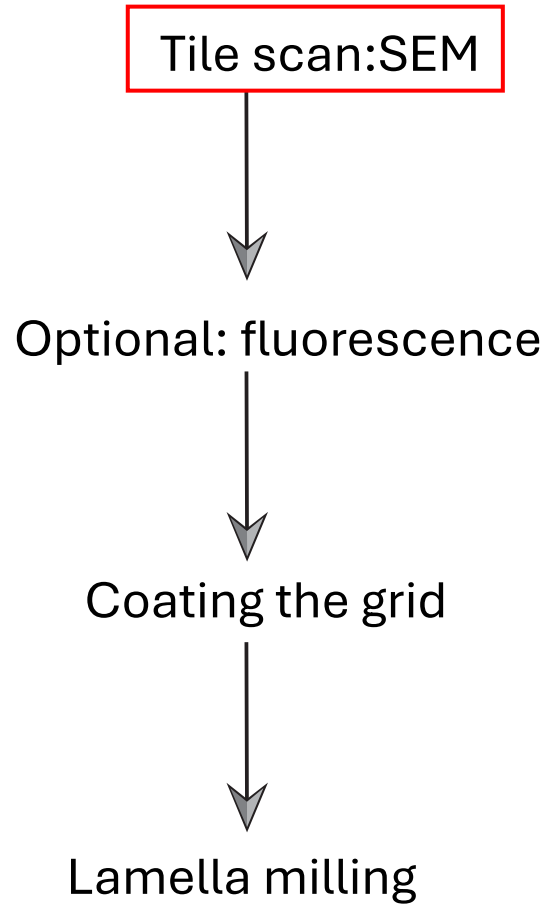 Tile scan:SEM
Optional: fluorescence
Coating the grid
Lamella milling